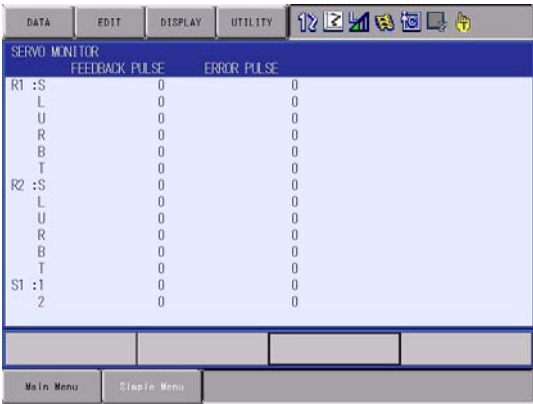 DATA EDIT DISPLAY UTILITY
SERVO MONITOR
FEEDBACK PULSE ERROR PULSE
R1 :S 0 0
L 0 0
U 0 0
R 0 0
B 0 0
T 0 0
R2 :S 0 0
L 0 0
U 0 0
R 0 0
B 0 0
T 0 0
S1 :1 0 0
2 0 0
Main Menu Simple Menu